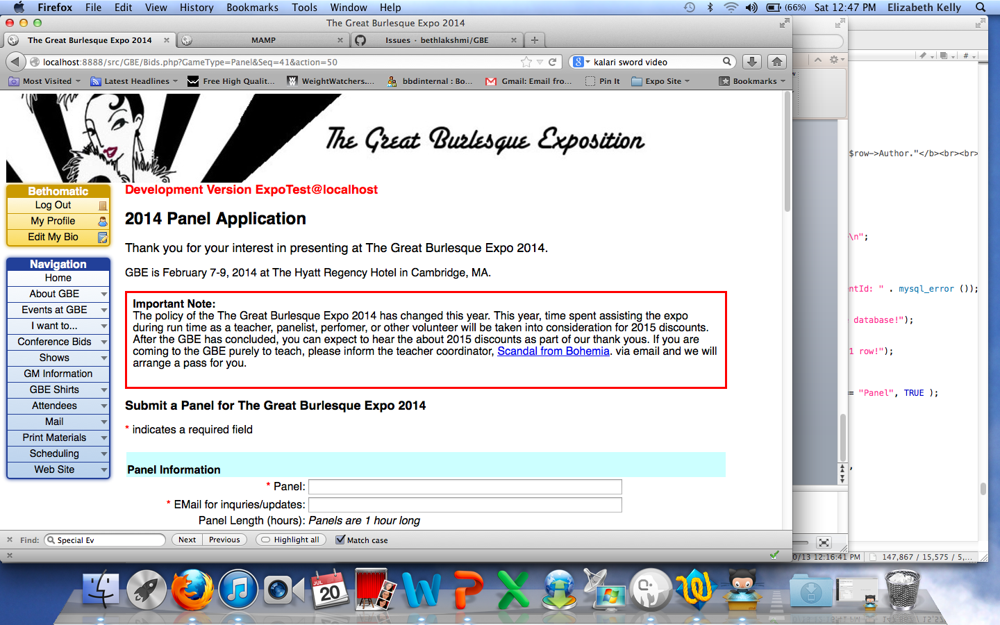 Firefox File Edit View History Bookmarks Tools Window Help (66%) Sat 12:47 PM Elizabeth Kelly
The Great Burlesque Expo 2014
The Great Burlesque Expo 2014 MAMP Issues · bethlakshmi/GBE
localhost:8888/src/GBE/Bids.php?GameType=Panel&Seq=41&action=50 kalari sword video
Most Visited Latest Headlines Free High Qualit... WeightWatchers.... bbdinternal : Bo... Gmail: Email fro... Pin It Expo Site Bookmarks
The Great Burlesque Exposition
Bethomatic
Log Out
My Profile
Edit My Bio
Navigation
Home
About GBE
Events at GBE
I want to...
Conference Bids
Shows
GM Information
GBE Shirts
Attendees
Mail
Print Materials
Scheduling
Web Site
Development Version ExpoTest@localhost
2014 Panel Application
Thank you for your interest in presenting at The Great Burlesque Expo 2014.
GBE is February 7-9, 2014 at The Hyatt Regency Hotel in Cambridge, MA.
Important Note:
The policy of the The Great Burlesque Expo 2014 has changed this year. This year, time spent assisting the expo
during run time as a teacher, panelist, perfomer, or other volunteer will be taken into consideration for 2015 discounts.
After the GBE has concluded, you can expect to hear the about 2015 discounts as part of our thank yous. If you are
coming to the GBE purely to teach, please inform the teacher coordinator, Scandal from Bohemia. via email and we will
arrange a pass for you.
Submit a Panel for The Great Burlesque Expo 2014
* indicates a required field
Panel Information
* Panel:
* EMail for inquries/updates:
Panel Length (hours): Panels are 1 hour long
Find: Special Ev Next Previous Highlight all Match case
#
$row->Author."</b><br><br>
\n";
entId: " . mysql_error ());
database!");
1 row!");
== "Panel", TRUE );
,
0/13 12:16:41 PM 147,867 / 15,575 / 5,...
JUL
20